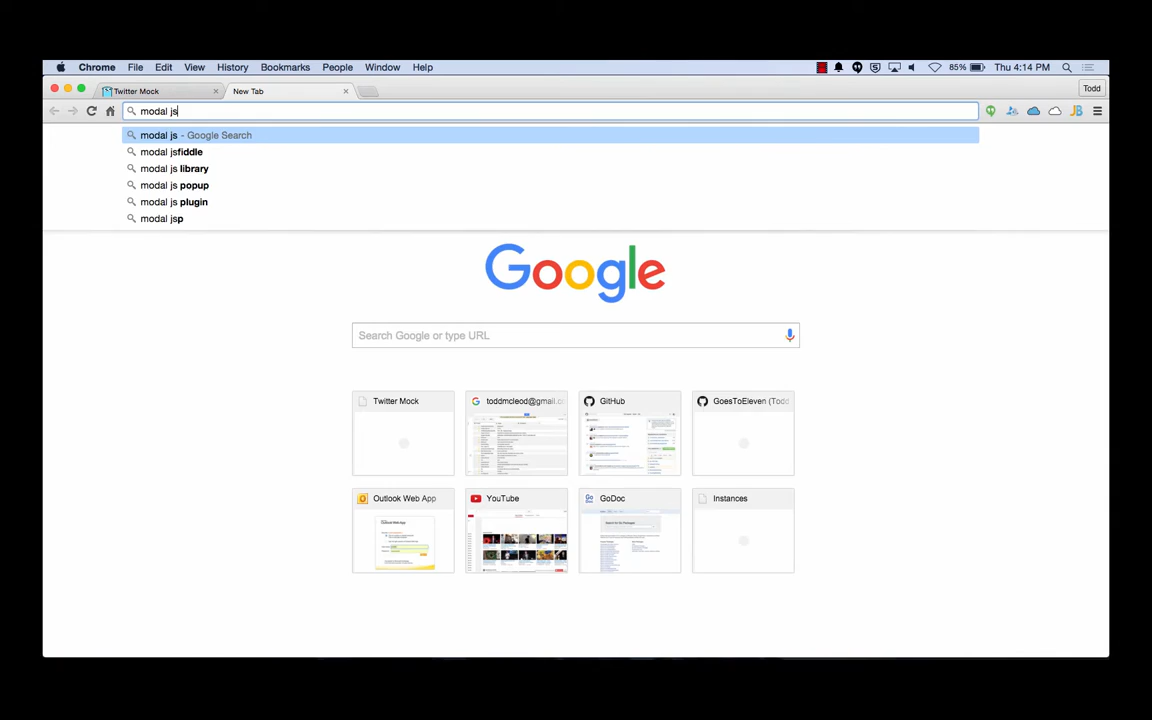 Chrome File Edit View History Bookmarks People Window Help 85% Thu 4:14 PM
Twitter Mock New Tab Todd
modal js
modal js - Google Search
modal jsfiddle
modal js library
modal js popup
modal js plugin
modal jsp
Google
Search Google or type URL
Twitter Mock toddmcleod@gmail.co GitHub GoesToEleven (Todd
Outlook Web App YouTube GoDoc Instances